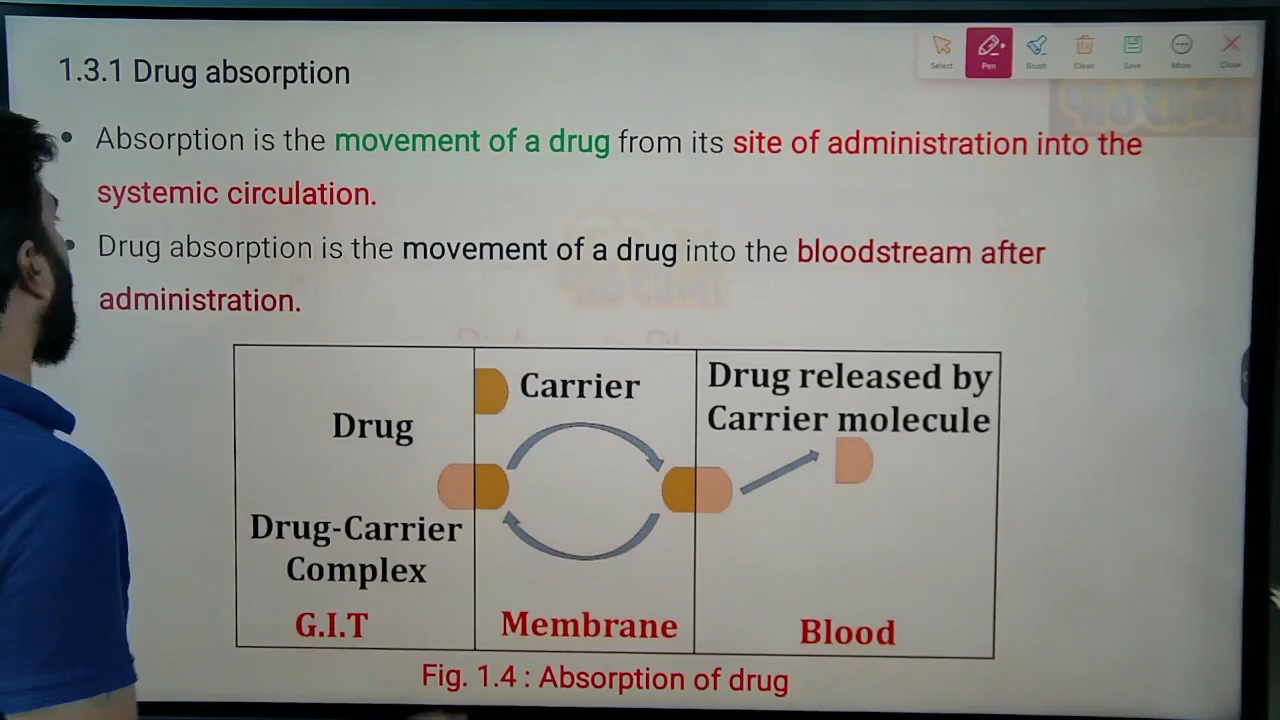 1.3.1 Drug absorption
Select
Pen
Brush
Clean
Save
More
Close
• Absorption is the movement of a drug from its site of administration into the
systemic circulation.
• Drug absorption is the movement of a drug into the bloodstream after
administration.
Drug
Carrier
Drug released by
Carrier molecule
Drug-Carrier
Complex
G.I.T
Membrane
Blood
Fig. 1.4 : Absorption of drug